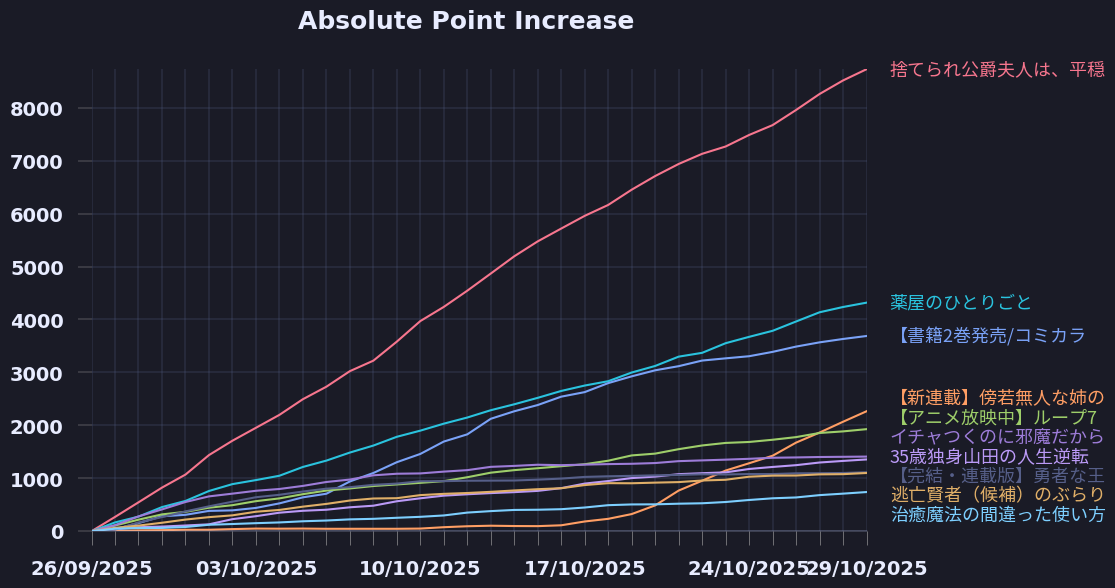 Absolute Point Increase
8000
7000
6000
5000
4000
3000
2000
1000
0
26/09/2025
03/10/2025
10/10/2025
17/10/2025
24/10/2025
29/10/2025
捨てられ公爵夫人は、平穏
薬屋のひとりごと
【書籍2巻発売/コミカラ
【新連載】傍若無人な姉の
【アニメ放映中】ループ7
イチャつくのに邪魔だから
35歳独身山田の人生逆転
【完結・連載版】勇者な王
逃亡賢者（候補）のぶらり
治癒魔法の間違った使い方